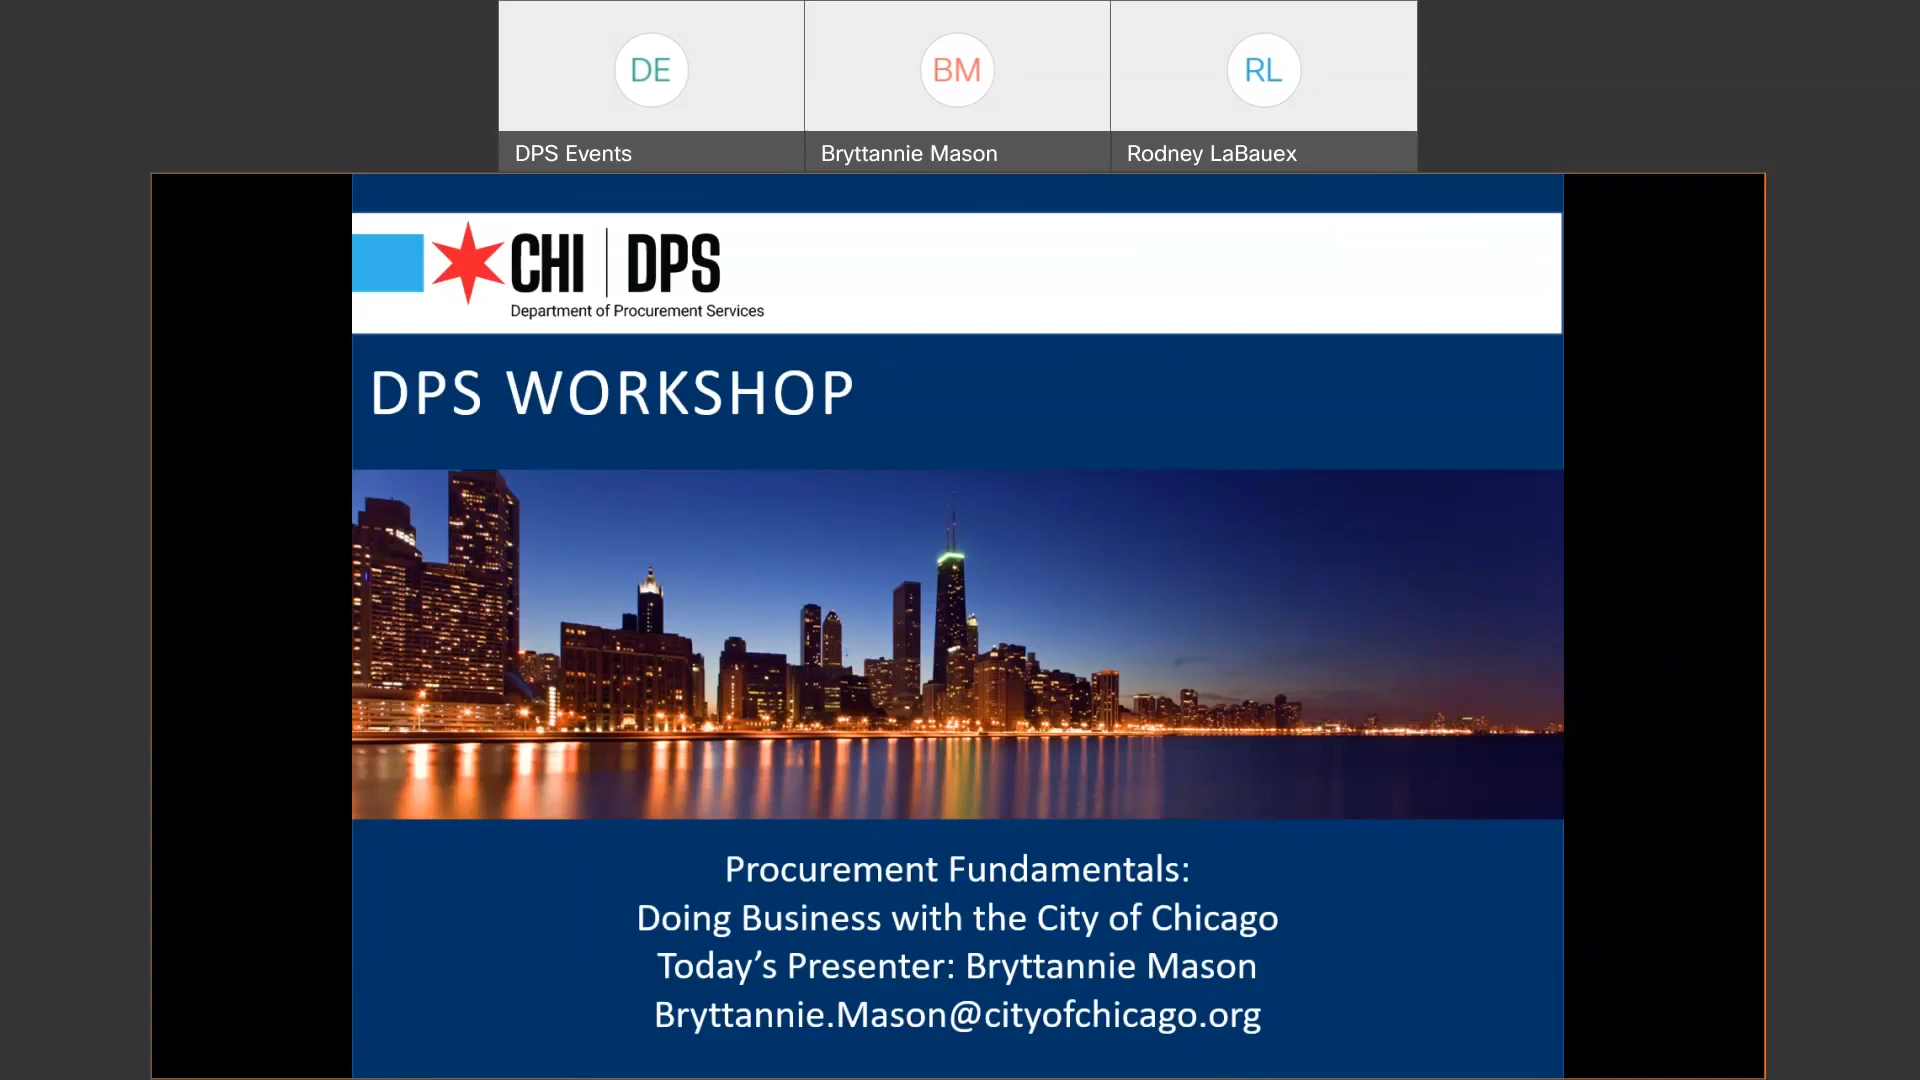 DE
BM
RL
DPS Events
Bryttannie Mason
Rodney LaBauex
CHI | DPS
Department of Procurement Services
DPS WORKSHOP
Procurement Fundamentals:
Doing Business with the City of Chicago
Today’s Presenter: Bryttannie Mason
Bryttannie.Mason@cityofchicago.org